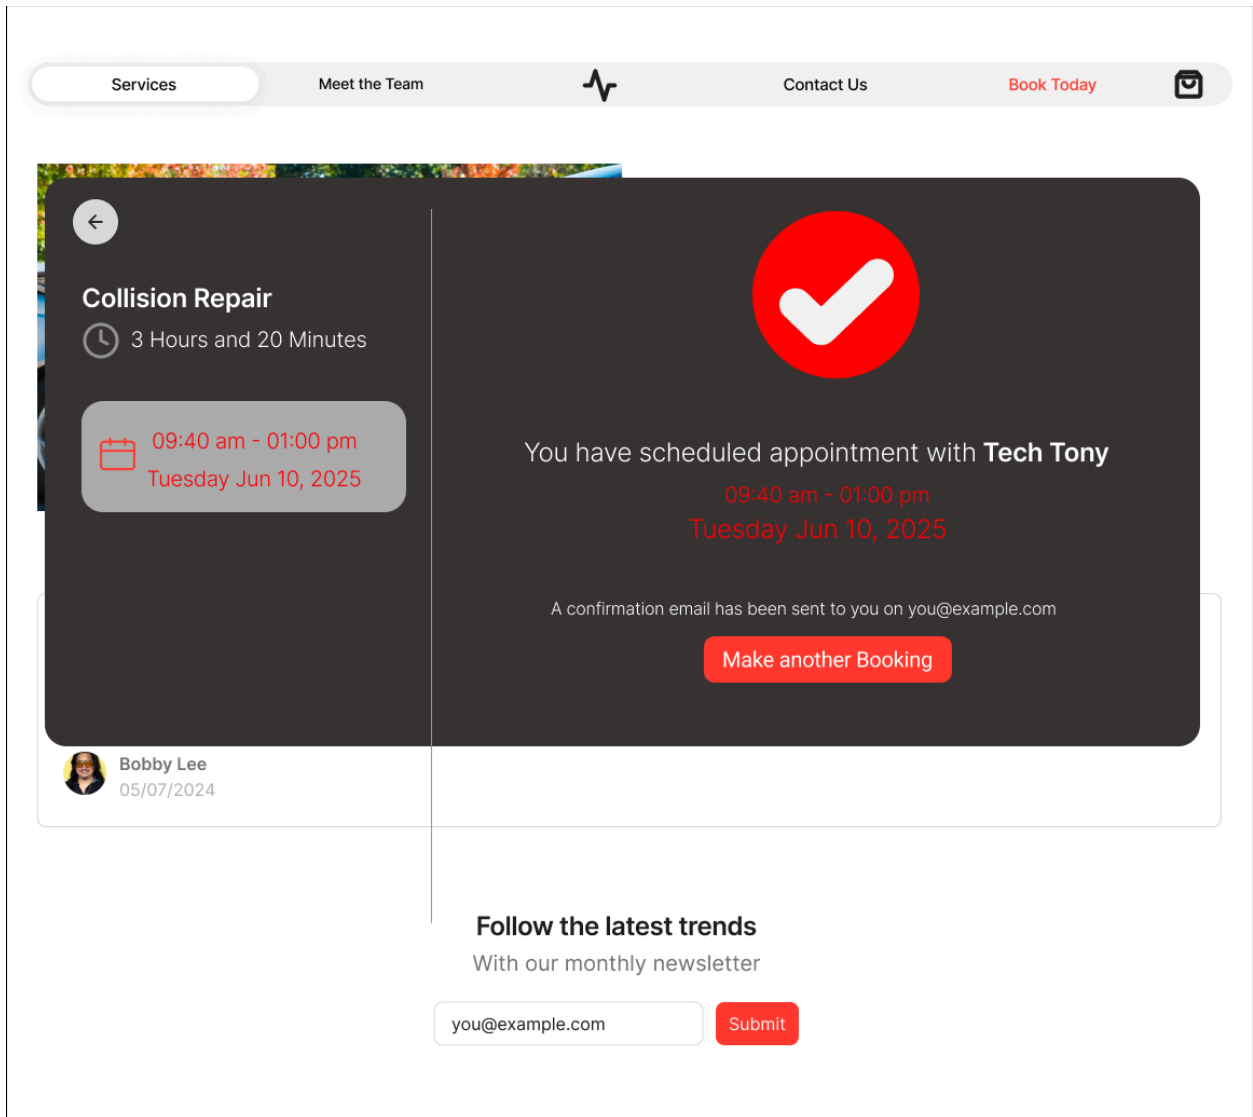 Services
Meet the Team
Contact Us
Book Today
Collision Repair
3 Hours and 20 Minutes
09:40 am - 01:00 pm
Tuesday Jun 10, 2025
You have scheduled appointment with Tech Tony
09:40 am - 01:00 pm
Tuesday Jun 10, 2025
A confirmation email has been sent to you on you@example.com
Make another Booking
Bobby Lee
05/07/2024
Follow the latest trends
With our monthly newsletter
you@example.com
Submit